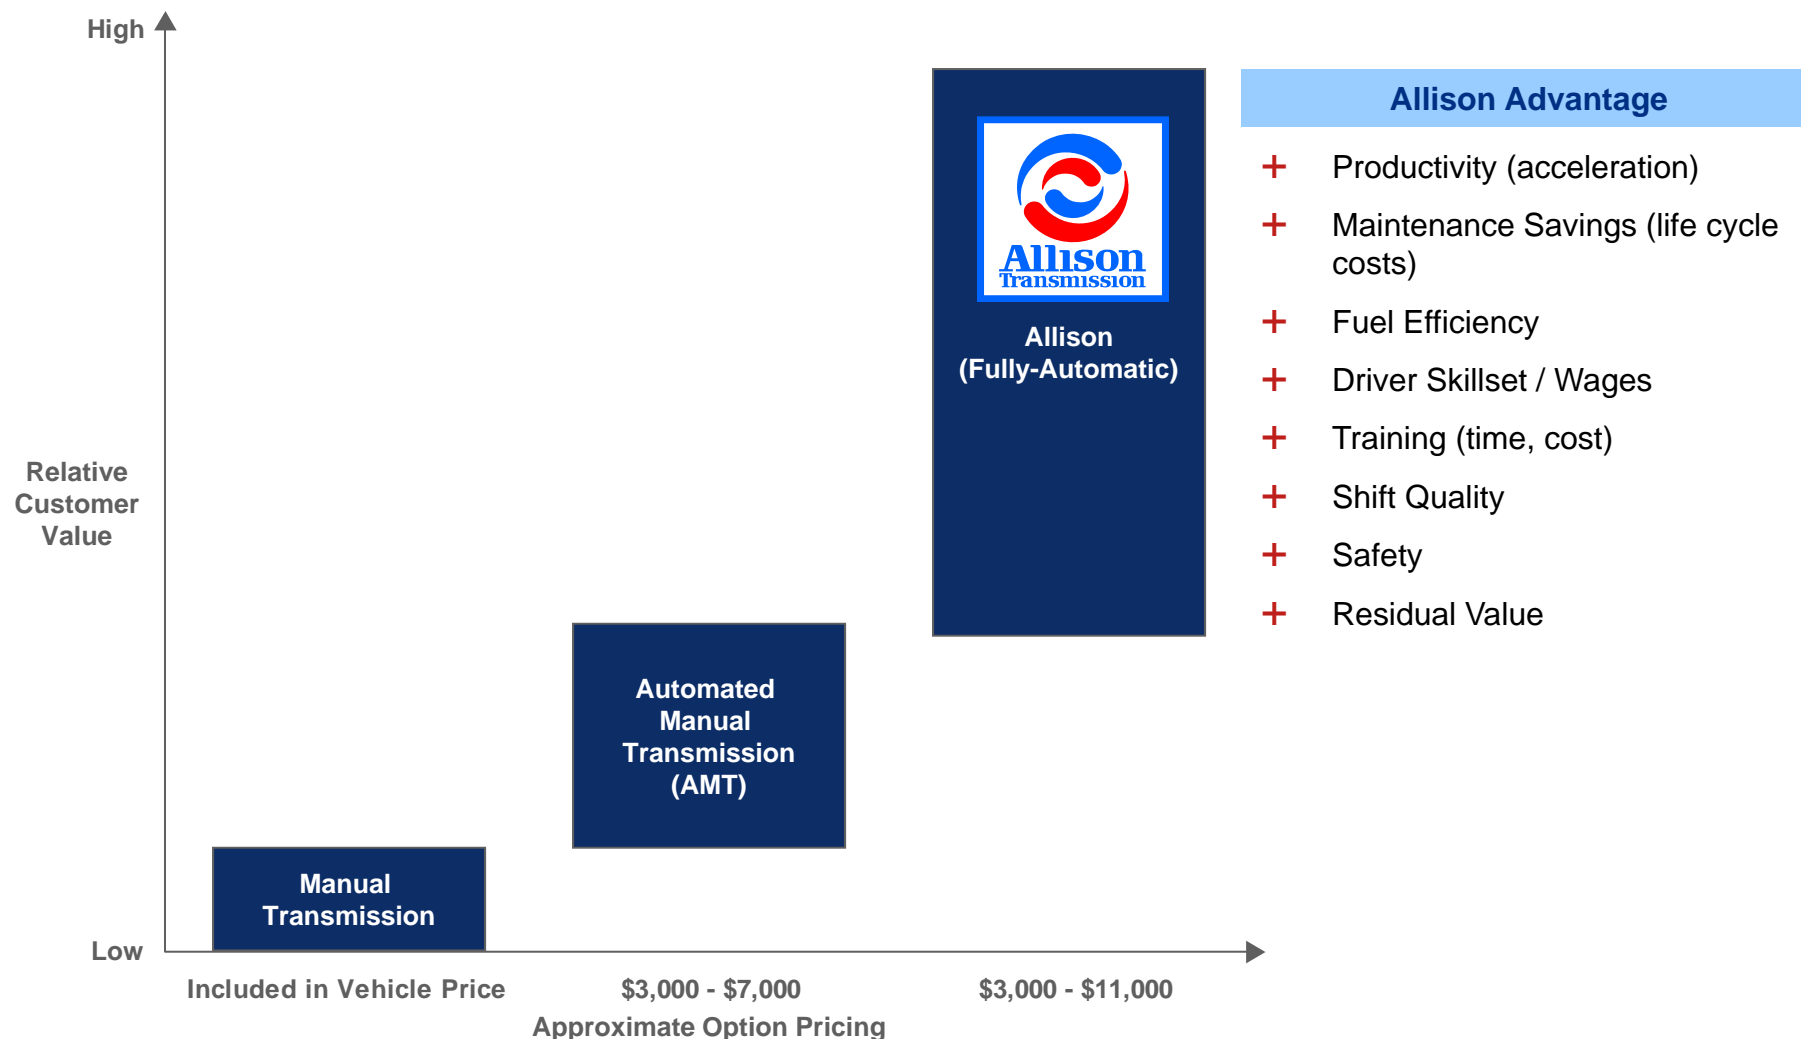 High
Allison
Transmission
Allison
(Fully-Automatic)
Allison Advantage
+ Productivity (acceleration)
+ Maintenance Savings (life cycle
costs)
+ Fuel Efficiency
+ Driver Skillset / Wages
+ Training (time, cost)
+ Shift Quality
+ Safety
+ Residual Value
Relative
Customer
Value
Automated
Manual
Transmission
(AMT)
Manual
Transmission
Low
Included in Vehicle Price
$3,000 - $7,000
$3,000 - $11,000
Approximate Option Pricing